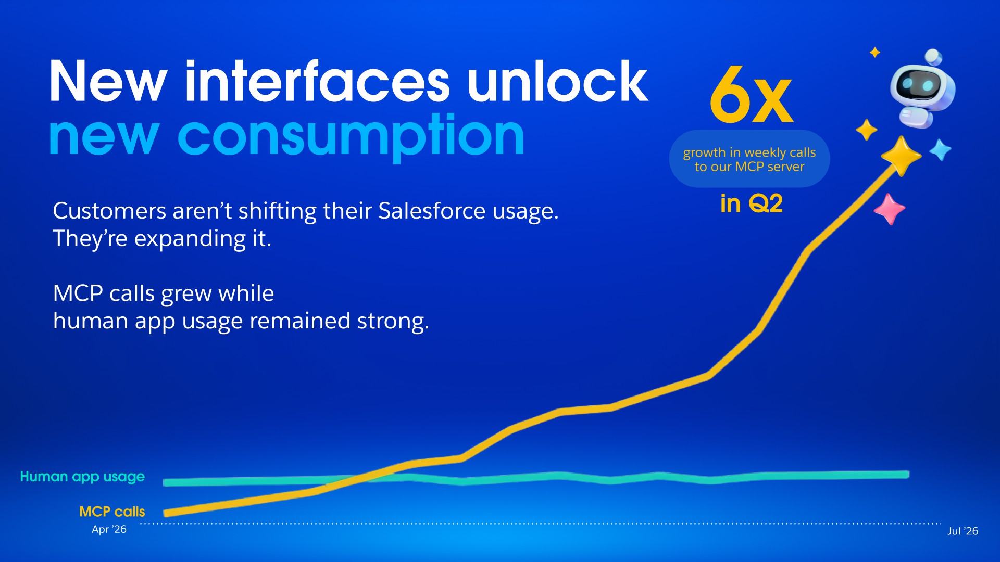 New interfaces unlock
new consumption
6x
growth in weekly calls
to our MCP server
in Q2
Customers aren’t shifting their Salesforce usage.
They’re expanding it.
MCP calls grew while
human app usage remained strong.
Human app usage
MCP calls
Apr ’26
Jul ’26